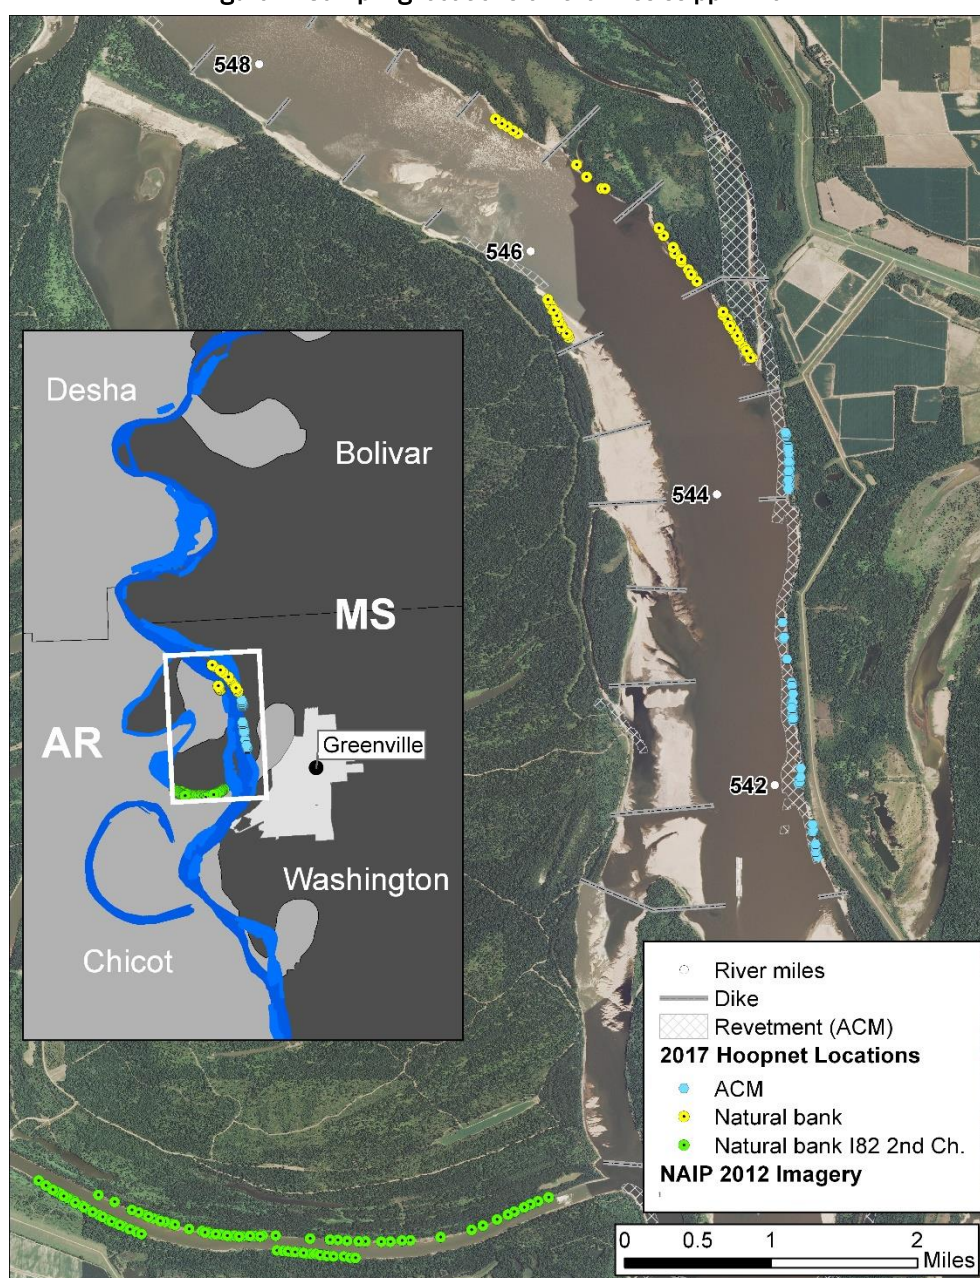 548
546
544
542
Desha
Bolivar
MS
AR
Greenville
Washington
Chicot
River miles
Dike
Revetment (ACM)
2017 Hoopnet Locations
ACM
Natural bank
Natural bank I82 2nd Ch.
NAIP 2012 Imagery
0 0.5 1 2
Miles